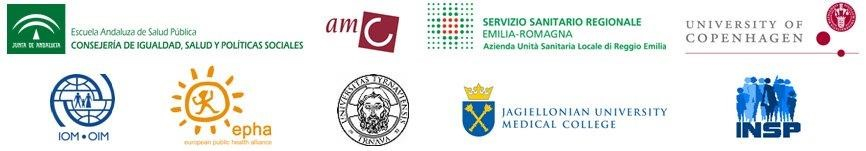 JUNTA DE ANDALUCIA
Escuela Andaluza de Salud Pública
CONSEJERÍA DE IGUALDAD, SALUD Y POLÍTICAS SOCIALES
amC
SERVIZIO SANITARIO REGIONALE
EMILIA-ROMAGNA
Azienda Unità Sanitaria Locale di Reggio Emilia
UNIVERSITY OF
COPENHAGEN
IOM • OIM
epha
european public health alliance
UNIVERSITAS TYRNAVIENSIS
TRNAVA
JAGIELLONIAN UNIVERSITY
MEDICAL COLLEGE
INSP